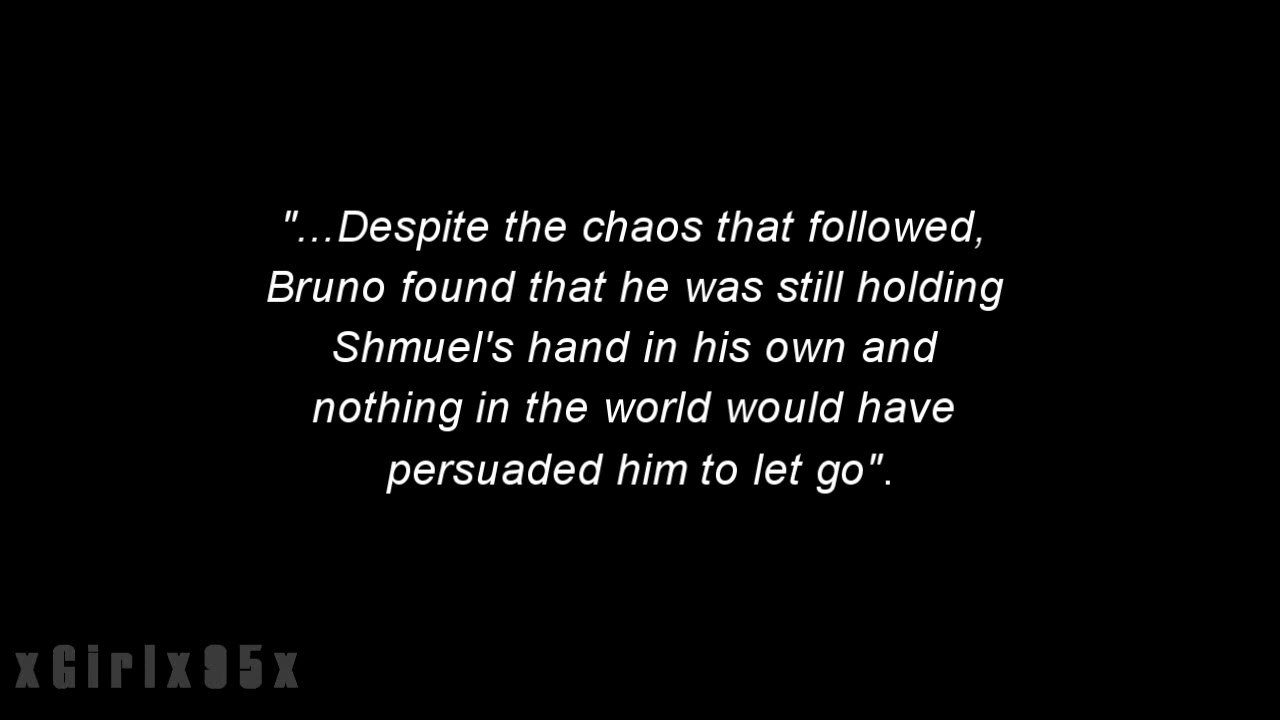 "...Despite the chaos that followed,
Bruno found that he was still holding
Shmuel's hand in his own and
nothing in the world would have
persuaded him to let go".
xGirlx95x